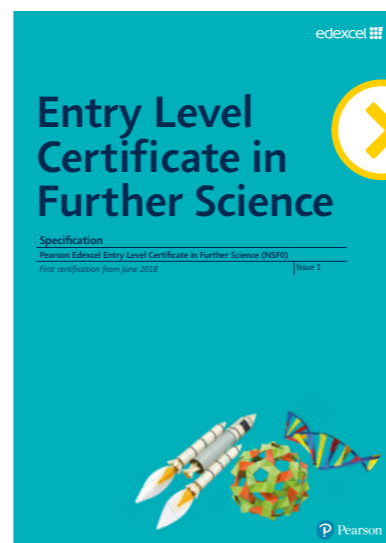 edexcel
Entry Level
Certificate in
Further Science
Specification
Pearson Edexcel Entry Level Certificate in Further Science (NSF0)
First certification from June 2018
Issue 1
Pearson